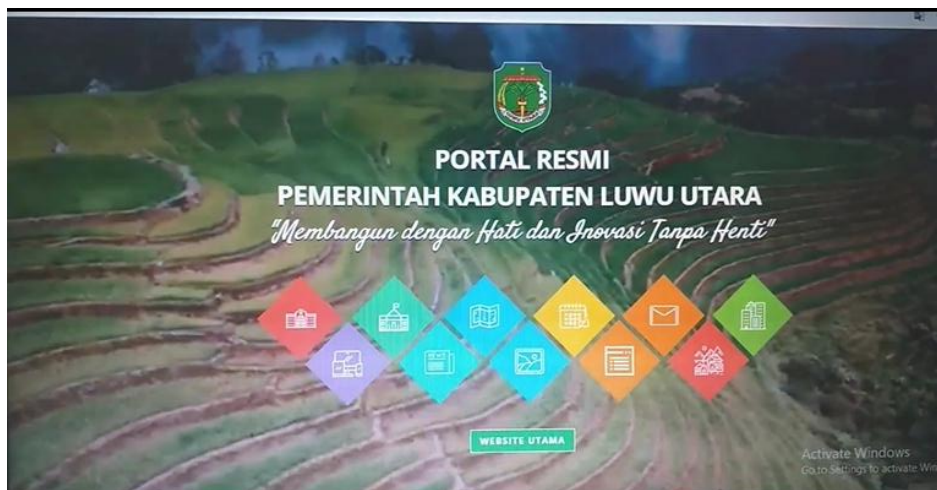 PORTAL RESMI
PEMERINTAH KABUPATEN LUWU UTARA
"Membangun dengan Hati dan Inovasi Tanpa Henti"
NEWS
WEBSITE UTAMA
Activate Windows
Go to Settings to activate Win